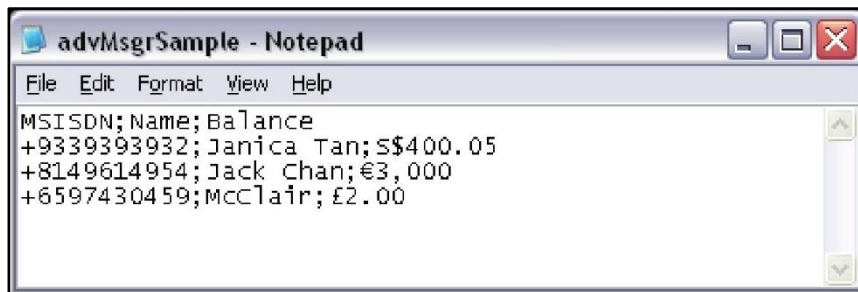 advMsgrSample - Notepad
File Edit Format View Help
MSISDN;Name;Balance
+9339393932;Janica Tan;S$400.05
+8149614954;Jack Chan;€3,000
+6597430459;McClair;£2.00